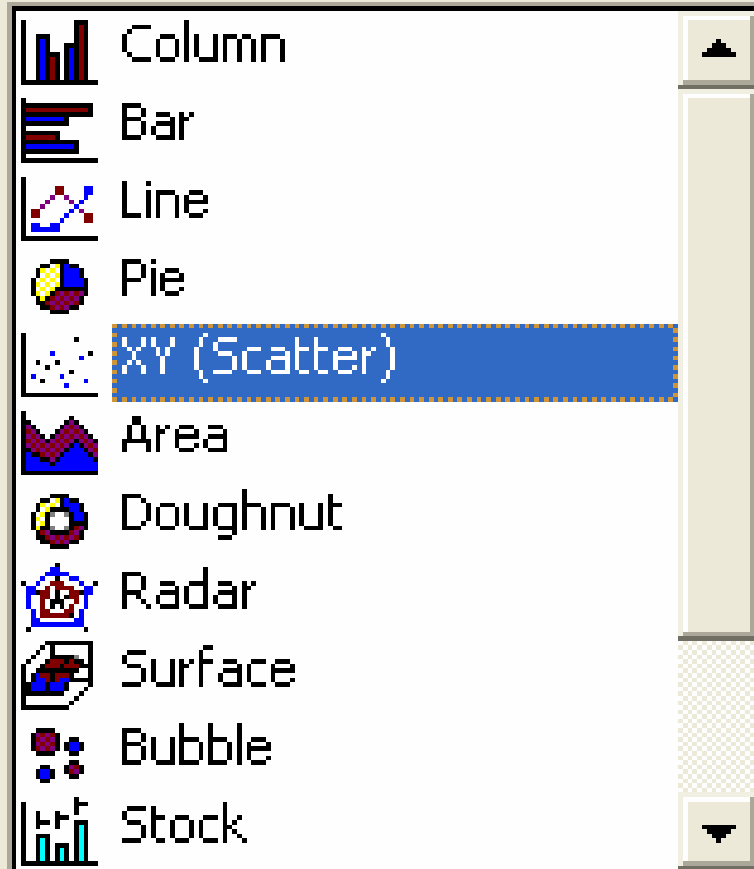 Column
Bar
Line
Pie
XY (Scatter)
Area
Doughnut
Radar
Surface
Bubble
Stock